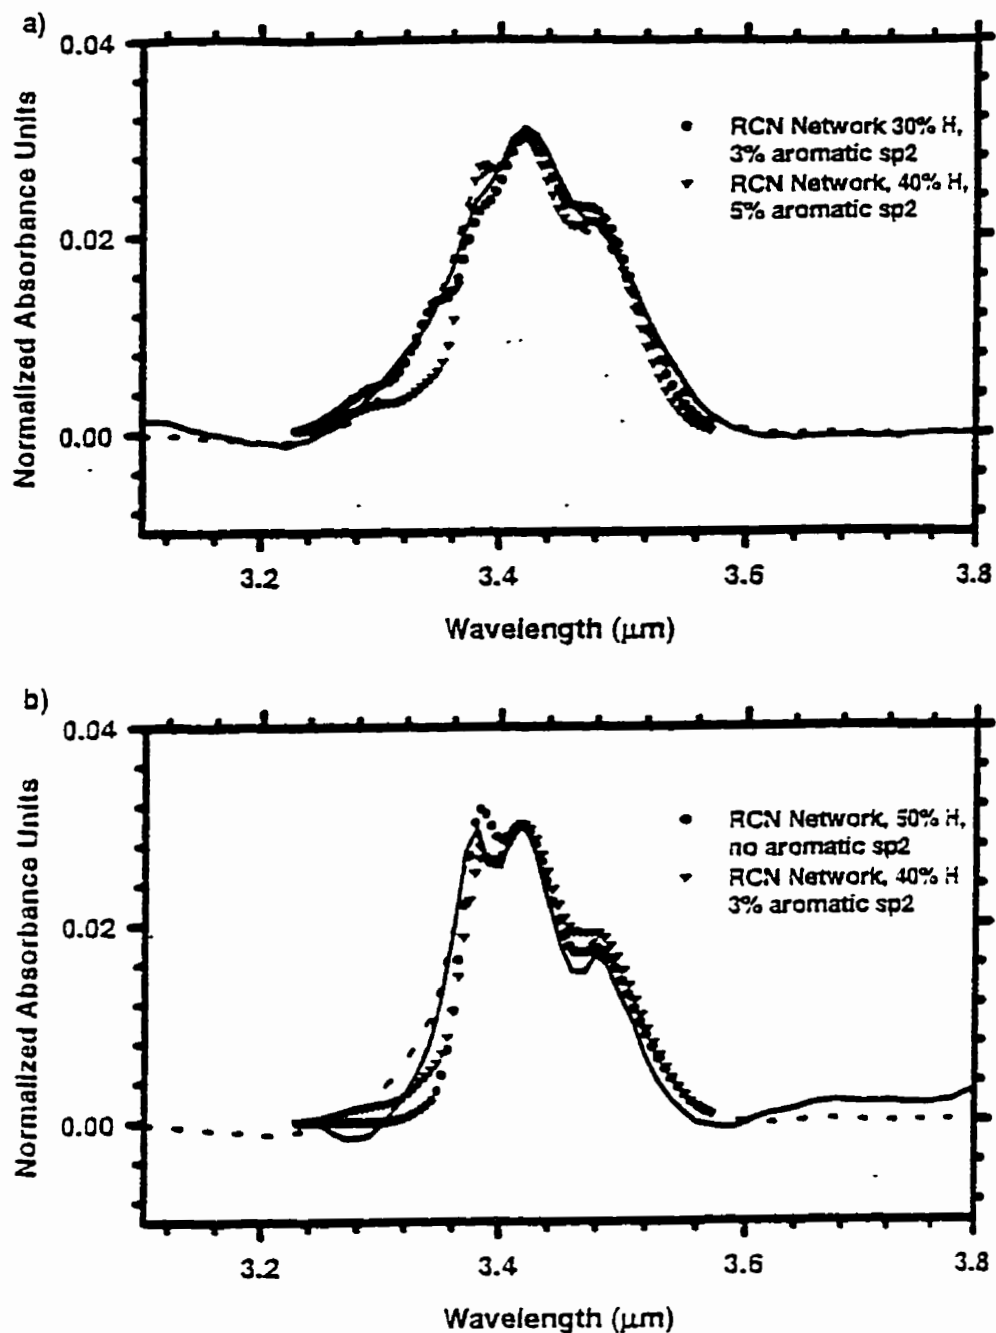 a)
0.04
0.02
0.00
Normalized Absorbance Units
RCN Network 30% H,
3% aromatic sp2
RCN Network, 40% H,
5% aromatic sp2
3.2 3.4 3.6 3.8
Wavelength (μm)
b)
0.04
0.02
0.00
Normalized Absorbance Units
RCN Network, 50% H,
no aromatic sp2
RCN Network, 40% H
3% aromatic sp2
3.2 3.4 3.6 3.8
Wavelength (μm)